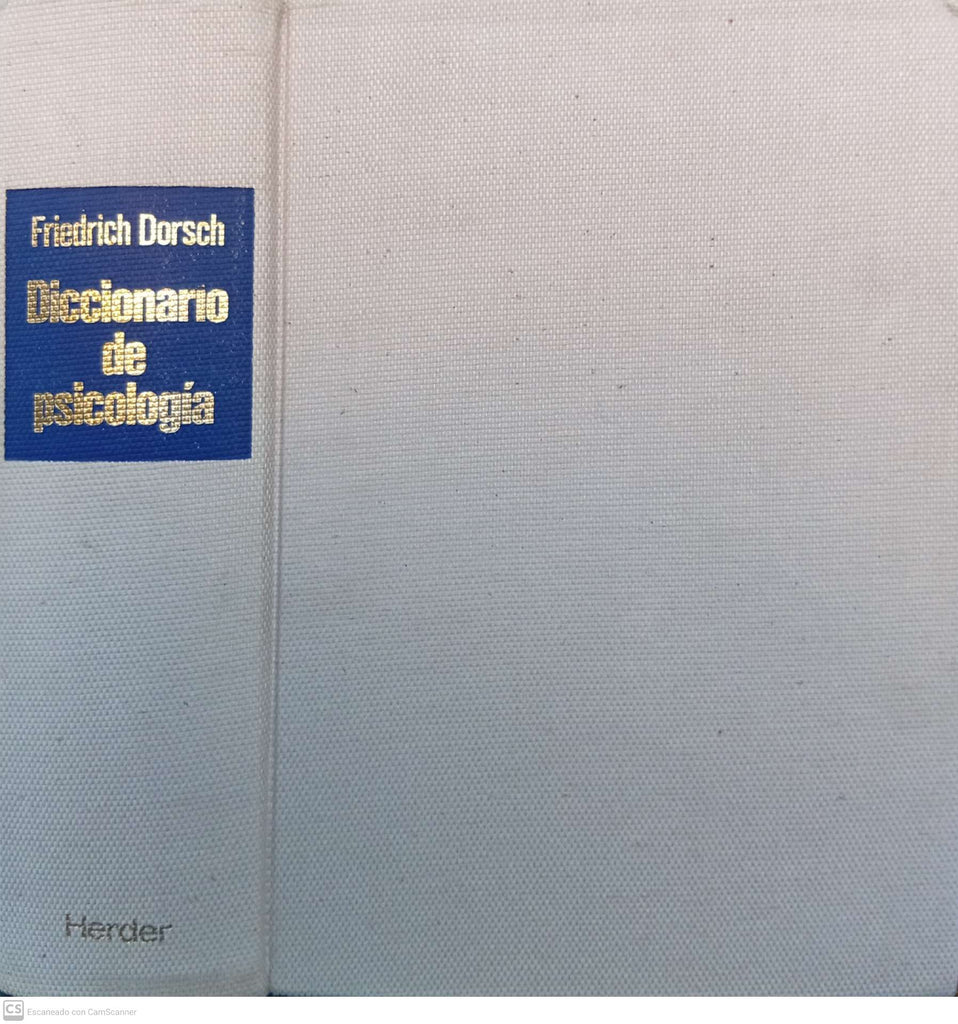 Friedrich Dorsch
Diccionario
de
psicología
Herder
CS Escaneado con CamScanner